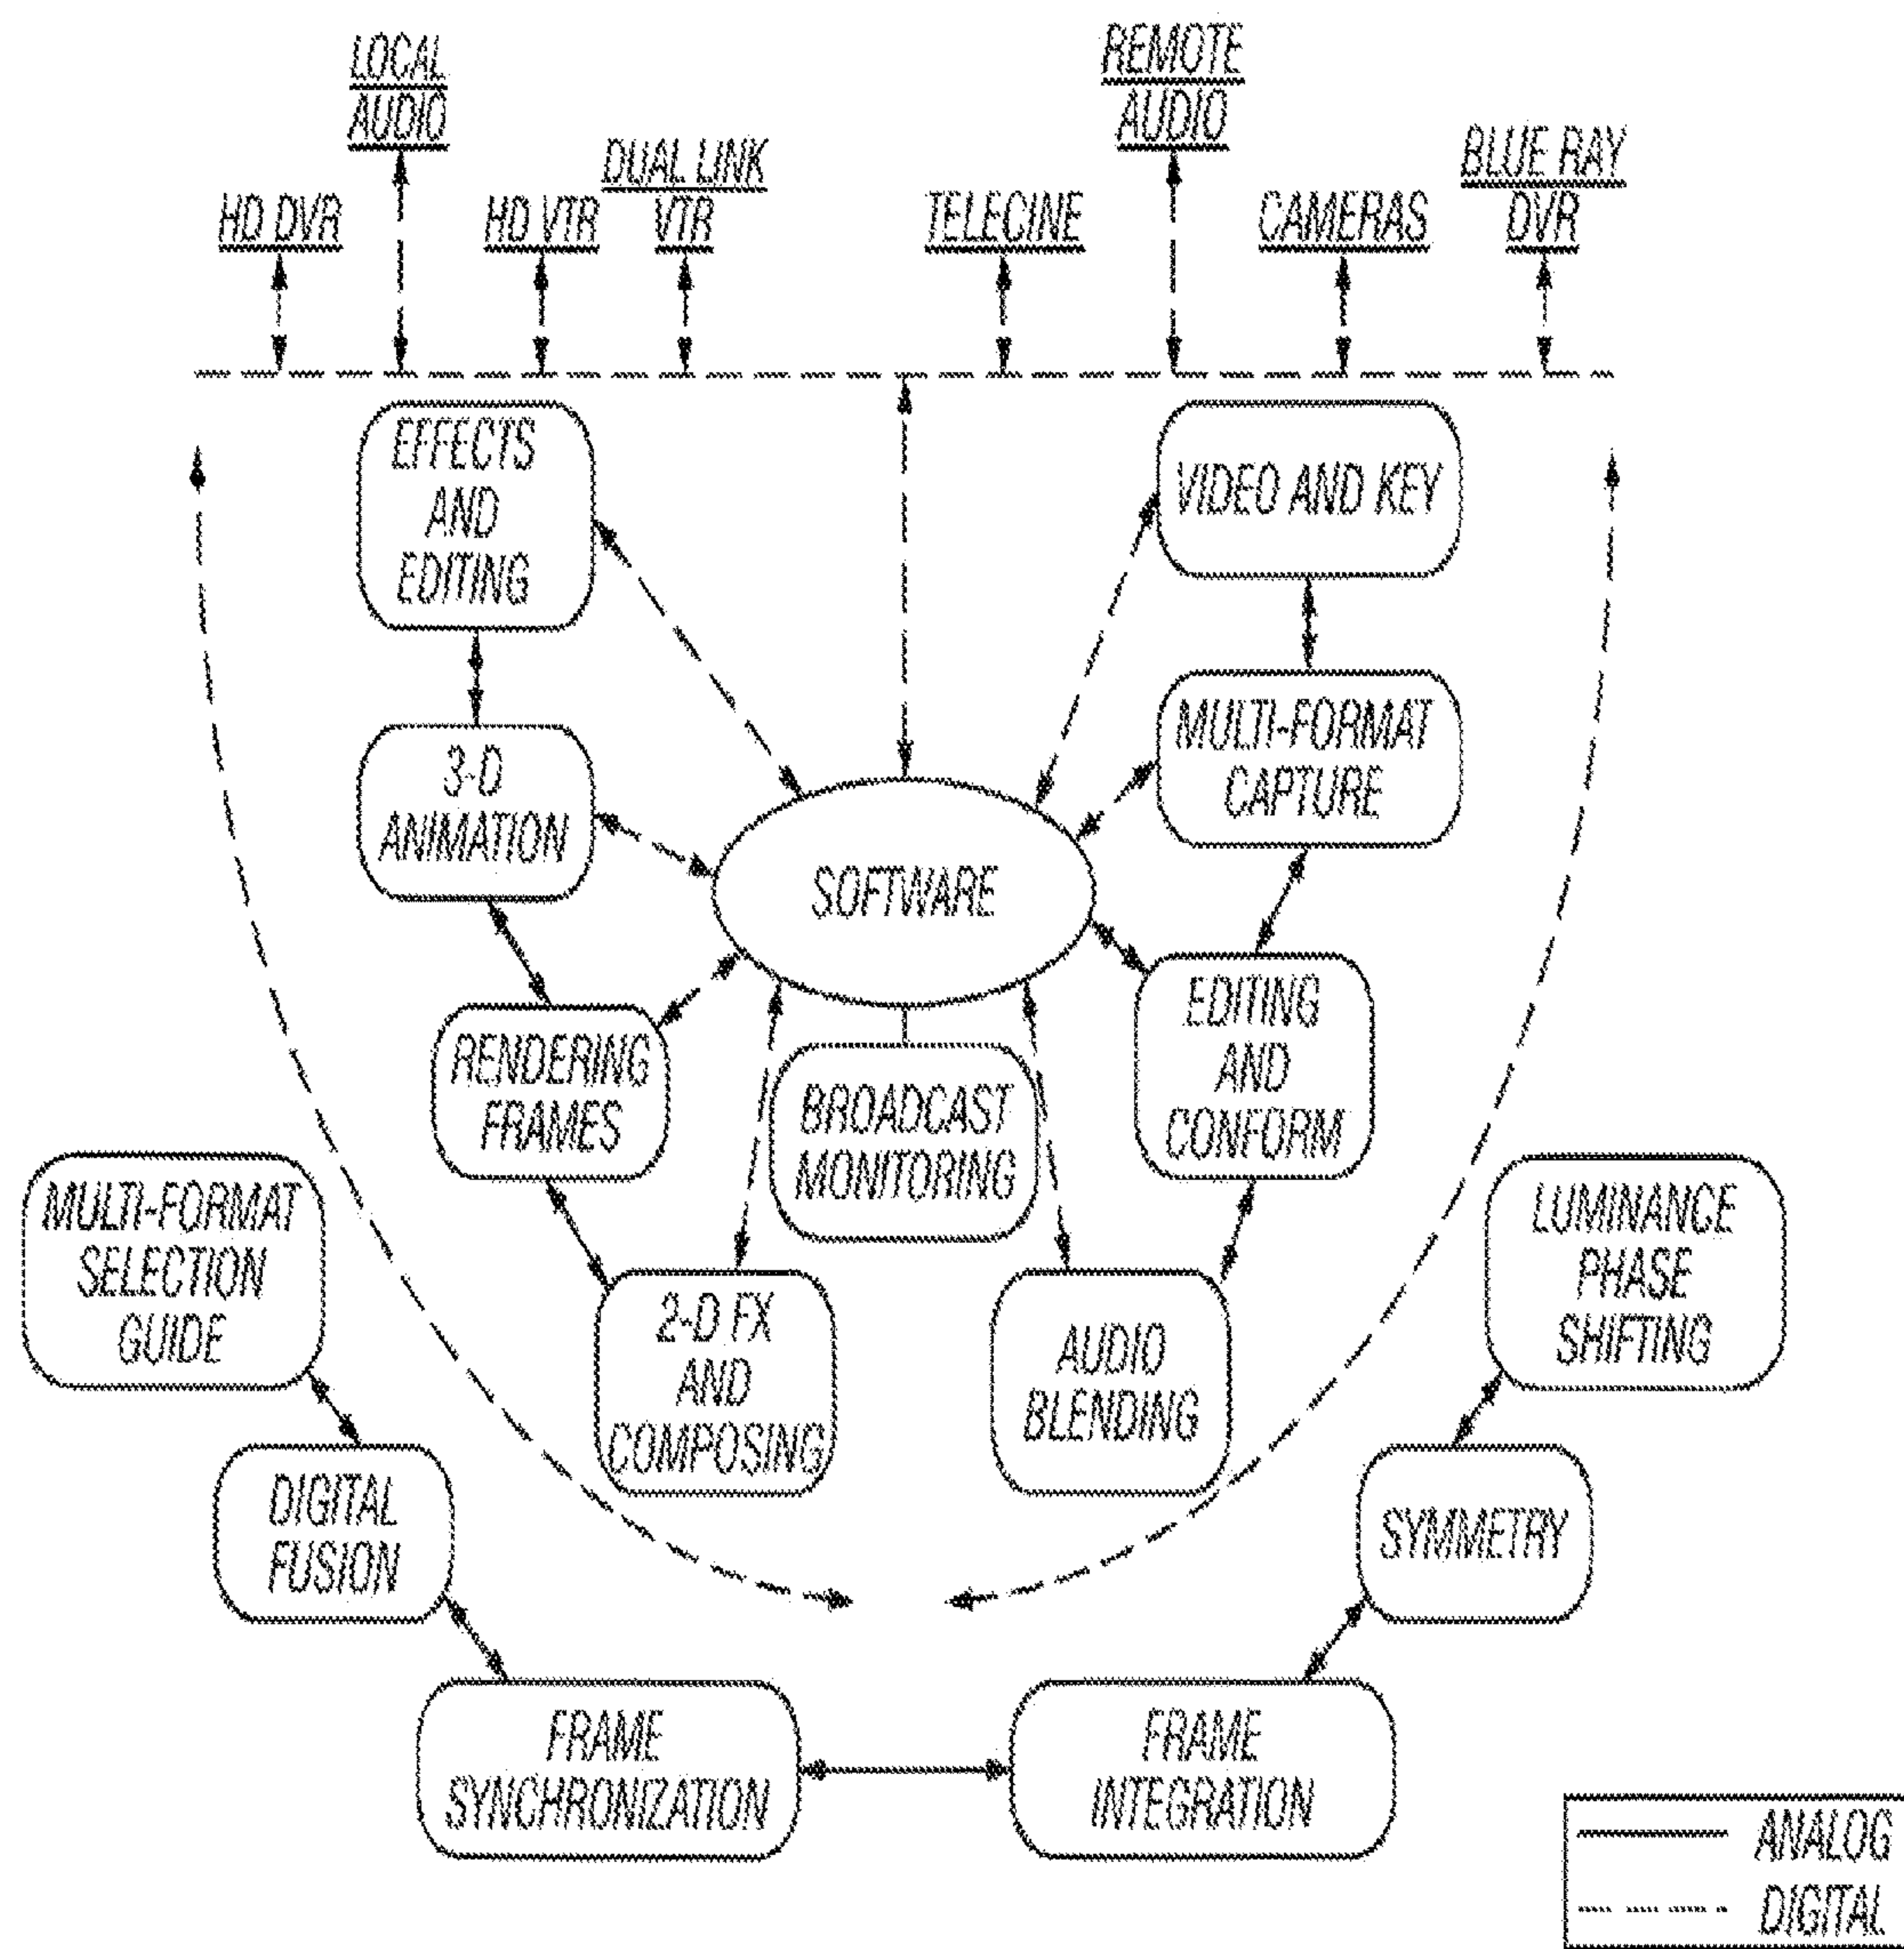 LOCAL
AUDIO
REMOTE
AUDIO
HD DVR
HD VTR
DUAL LINK
VTR
TELECINE
CAMERAS
BLUE RAY
DVR
EFFECTS
AND
EDITING
VIDEO AND KEY
3-D
ANIMATION
MULTI-FORMAT
CAPTURE
SOFTWARE
RENDERING
FRAMES
BROADCAST
MONITORING
EDITING
AND
CONFORM
MULTI-FORMAT
SELECTION
GUIDE
2-D FX
AND
COMPOSING
AUDIO
BLENDING
LUMINANCE
PHASE
SHIFTING
DIGITAL
FUSION
SYMMETRY
FRAME
SYNCHRONIZATION
FRAME
INTEGRATION
ANALOG
DIGITAL